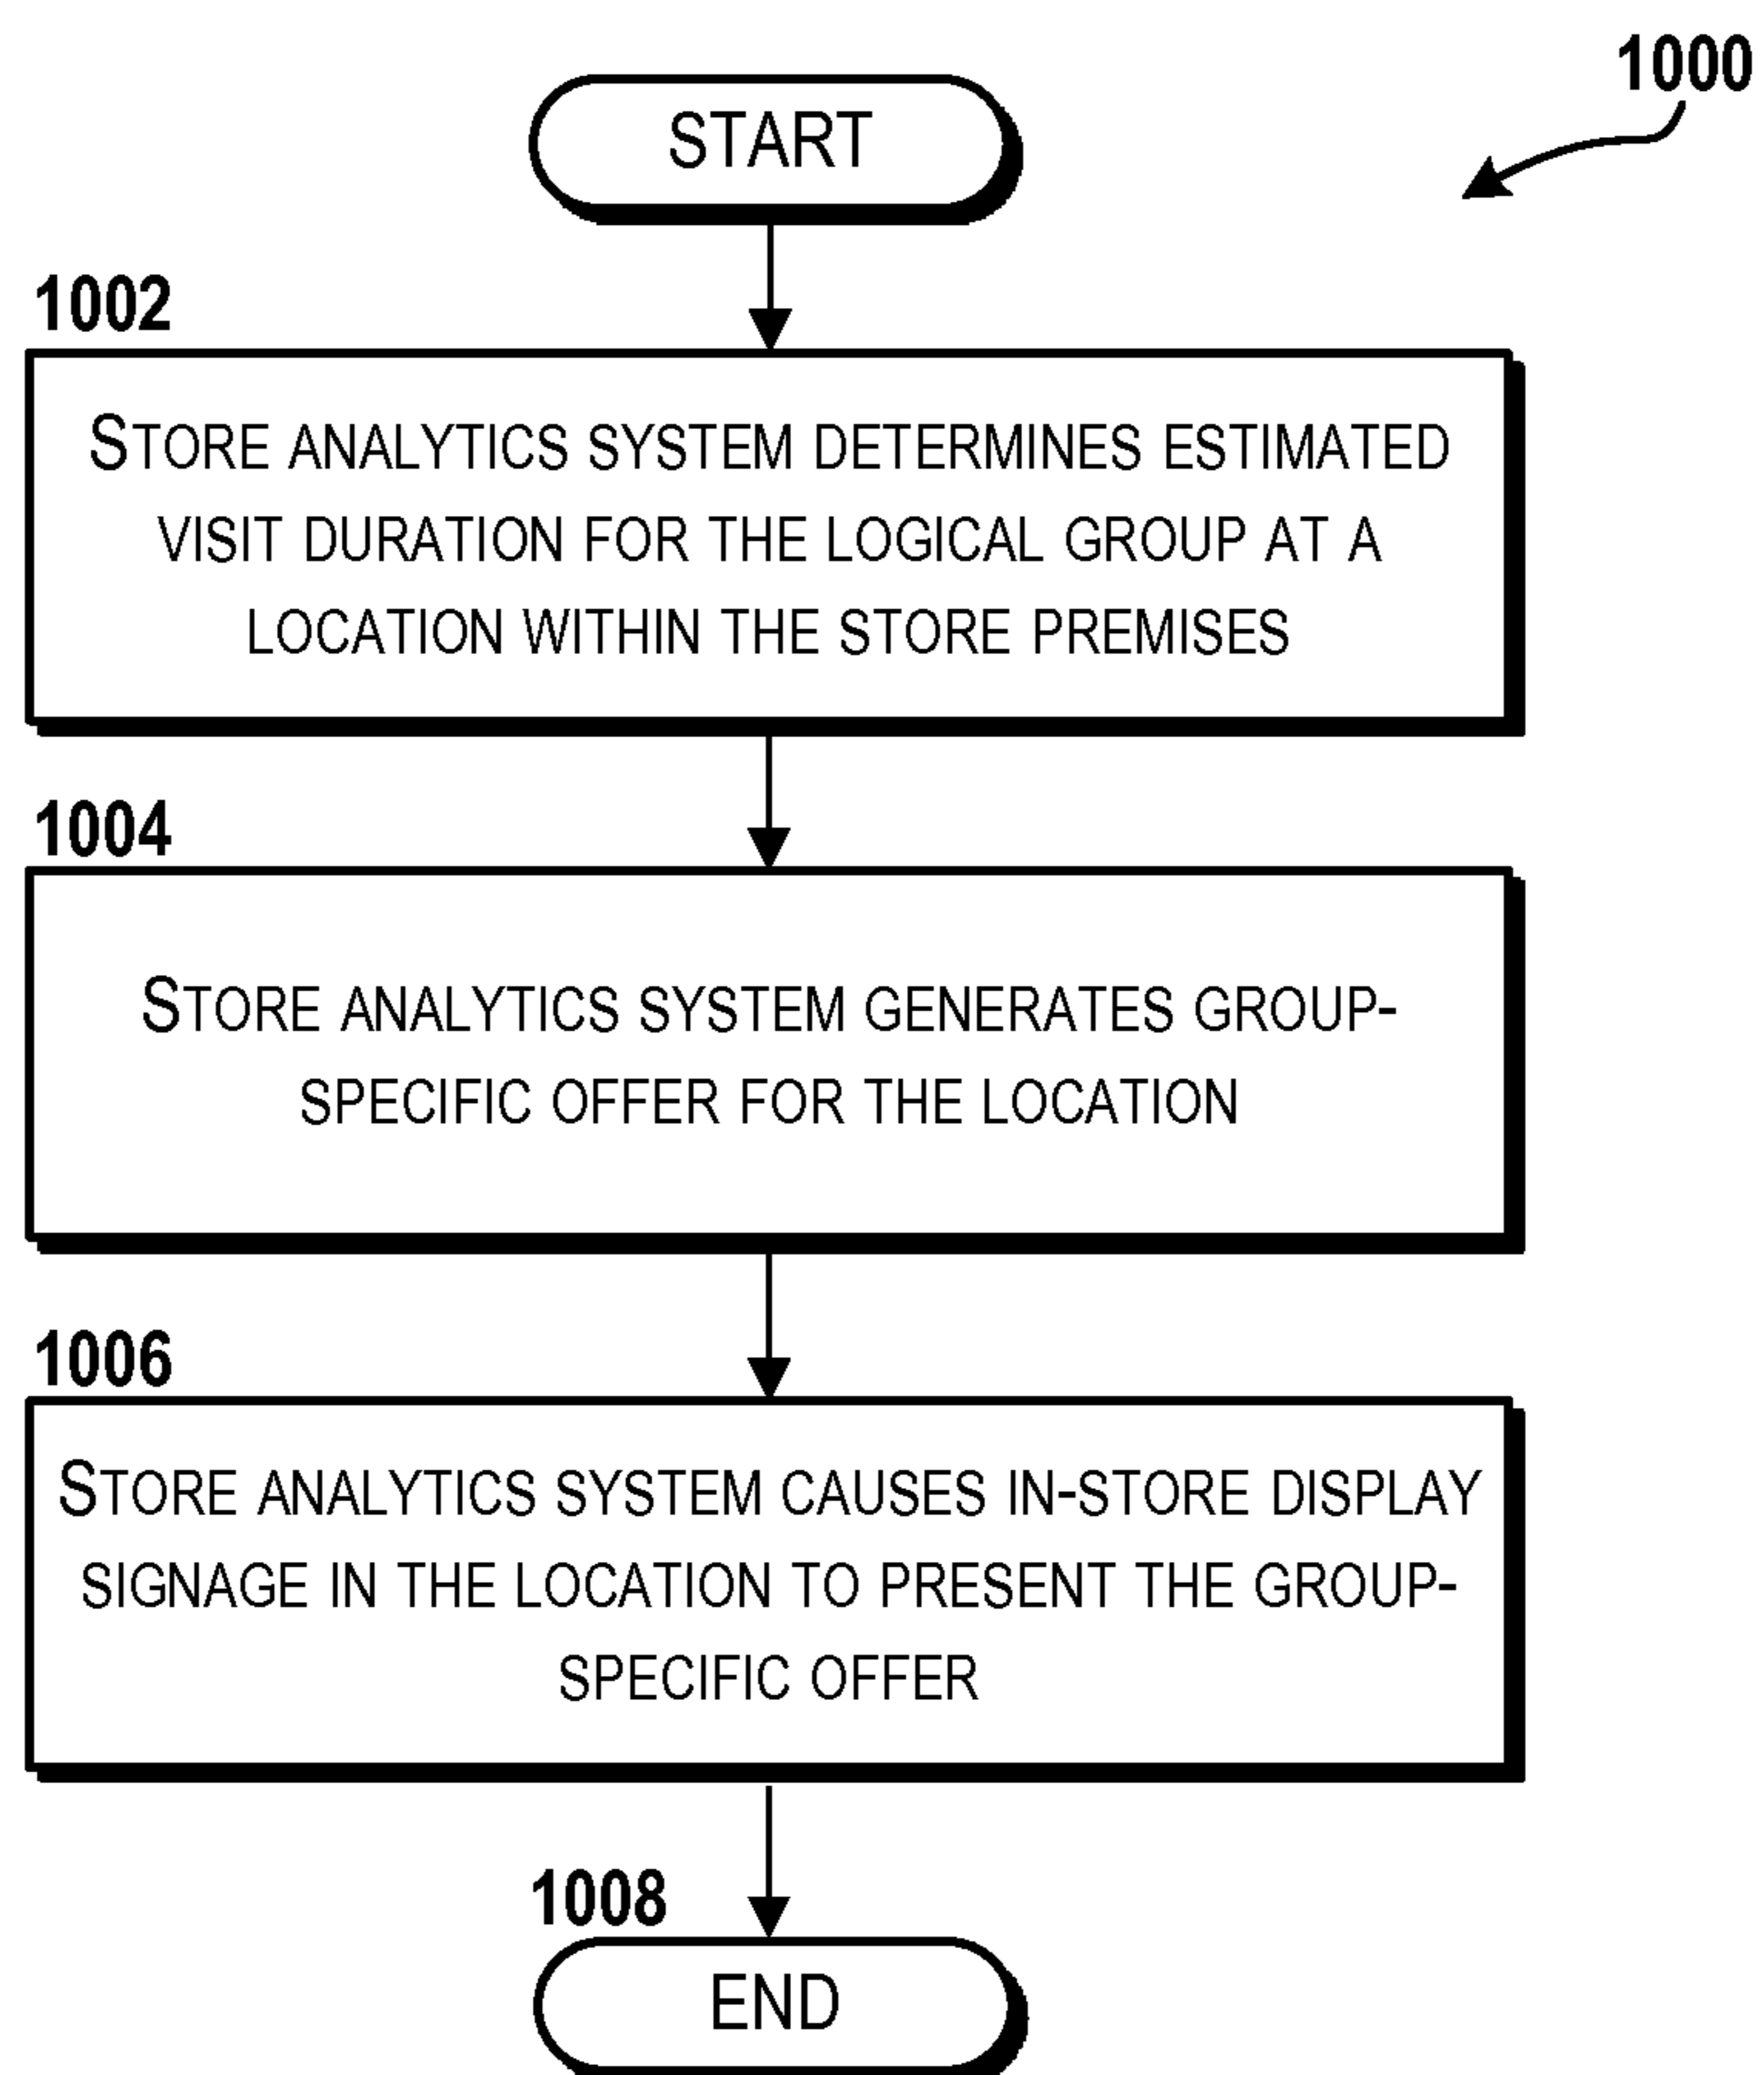 1000
START
1002
STORE ANALYTICS SYSTEM DETERMINES ESTIMATED
VISIT DURATION FOR THE LOGICAL GROUP AT A
LOCATION WITHIN THE STORE PREMISES
1004
STORE ANALYTICS SYSTEM GENERATES GROUP-
SPECIFIC OFFER FOR THE LOCATION
1006
STORE ANALYTICS SYSTEM CAUSES IN-STORE DISPLAY
SIGNAGE IN THE LOCATION TO PRESENT THE GROUP-
SPECIFIC OFFER
1008
END